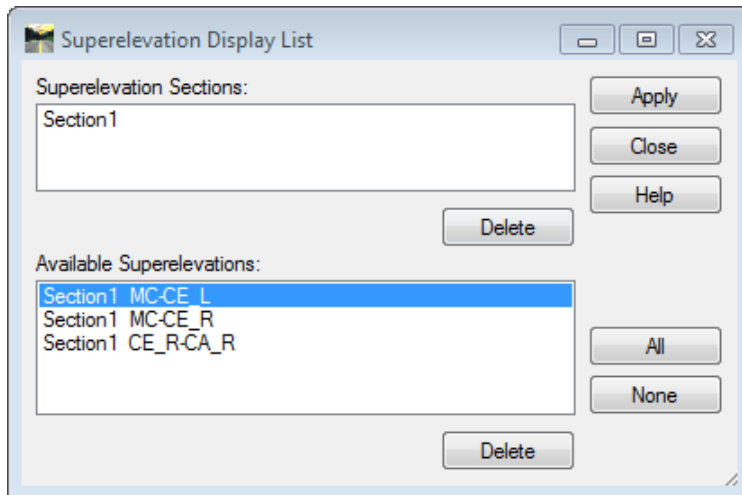 Superelevation Display List
Superelevation Sections:
Section1
Apply
Close
Help
Delete
Available Superelevations:
Section1 MC-CE_L
Section1 MC-CE_R
Section1 CE_R-CA_R
All
None
Delete